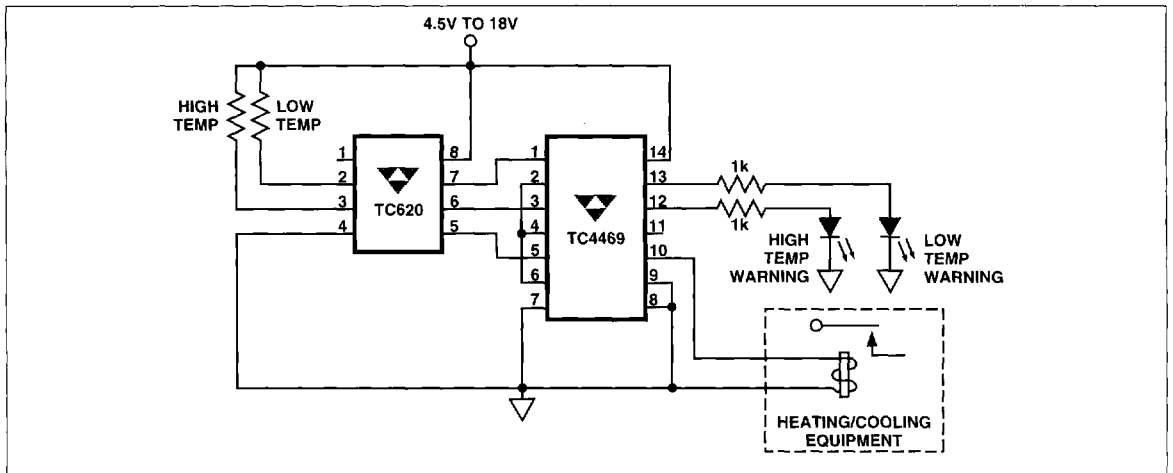 4.5V TO 18V
HIGH
TEMP
LOW
TEMP
1
2
3
4
8
7
6
5
TC620
1
2
3
4
5
6
7
14
13
12
11
10
9
8
TC4469
1k
1k
HIGH
TEMP
WARNING
LOW
TEMP
WARNING
HEATING/COOLING
EQUIPMENT